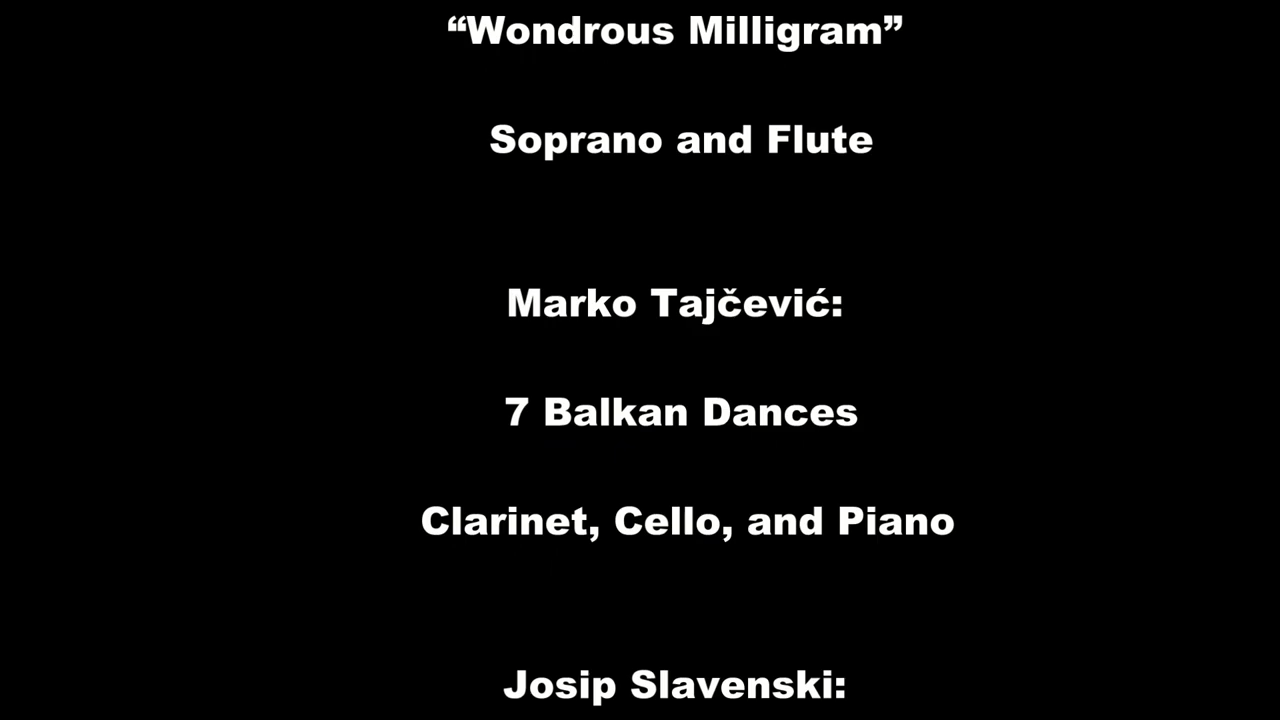 “Wondrous Milligram”
Soprano and Flute
Marko Tajčević:
7 Balkan Dances
Clarinet, Cello, and Piano
Josip Slavenski: